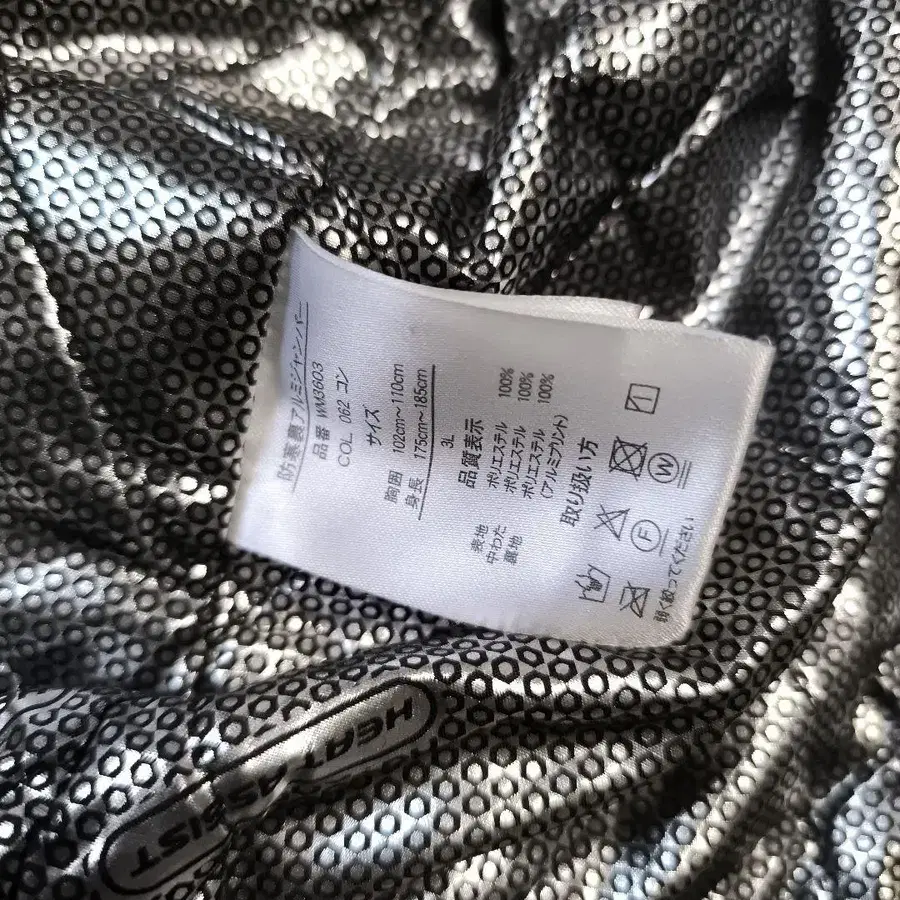 防寒裏アルミジャンパー
品番 WM3603
COL 062 コン
サイズ
胸囲 102cm～110cm
身長 175cm～185cm
3L
品質表示
表地 ポリエステル 100%
中わた ポリエステル 100%
裏地 ポリエステル 100%
(アルミプリント)
取り扱い方
W
F
弱く絞ってください
HEAT ASSIST